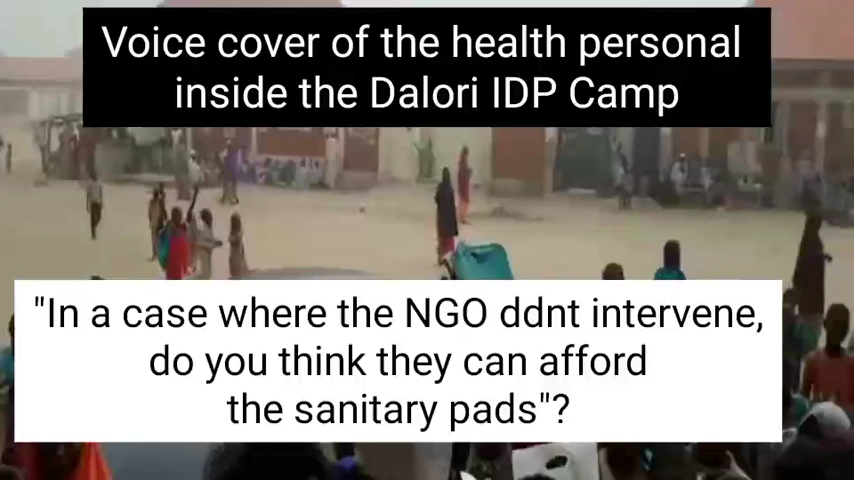 Voice cover of the health personal
inside the Dalori IDP Camp
"In a case where the NGO ddnt intervene,
do you think they can afford
the sanitary pads"?